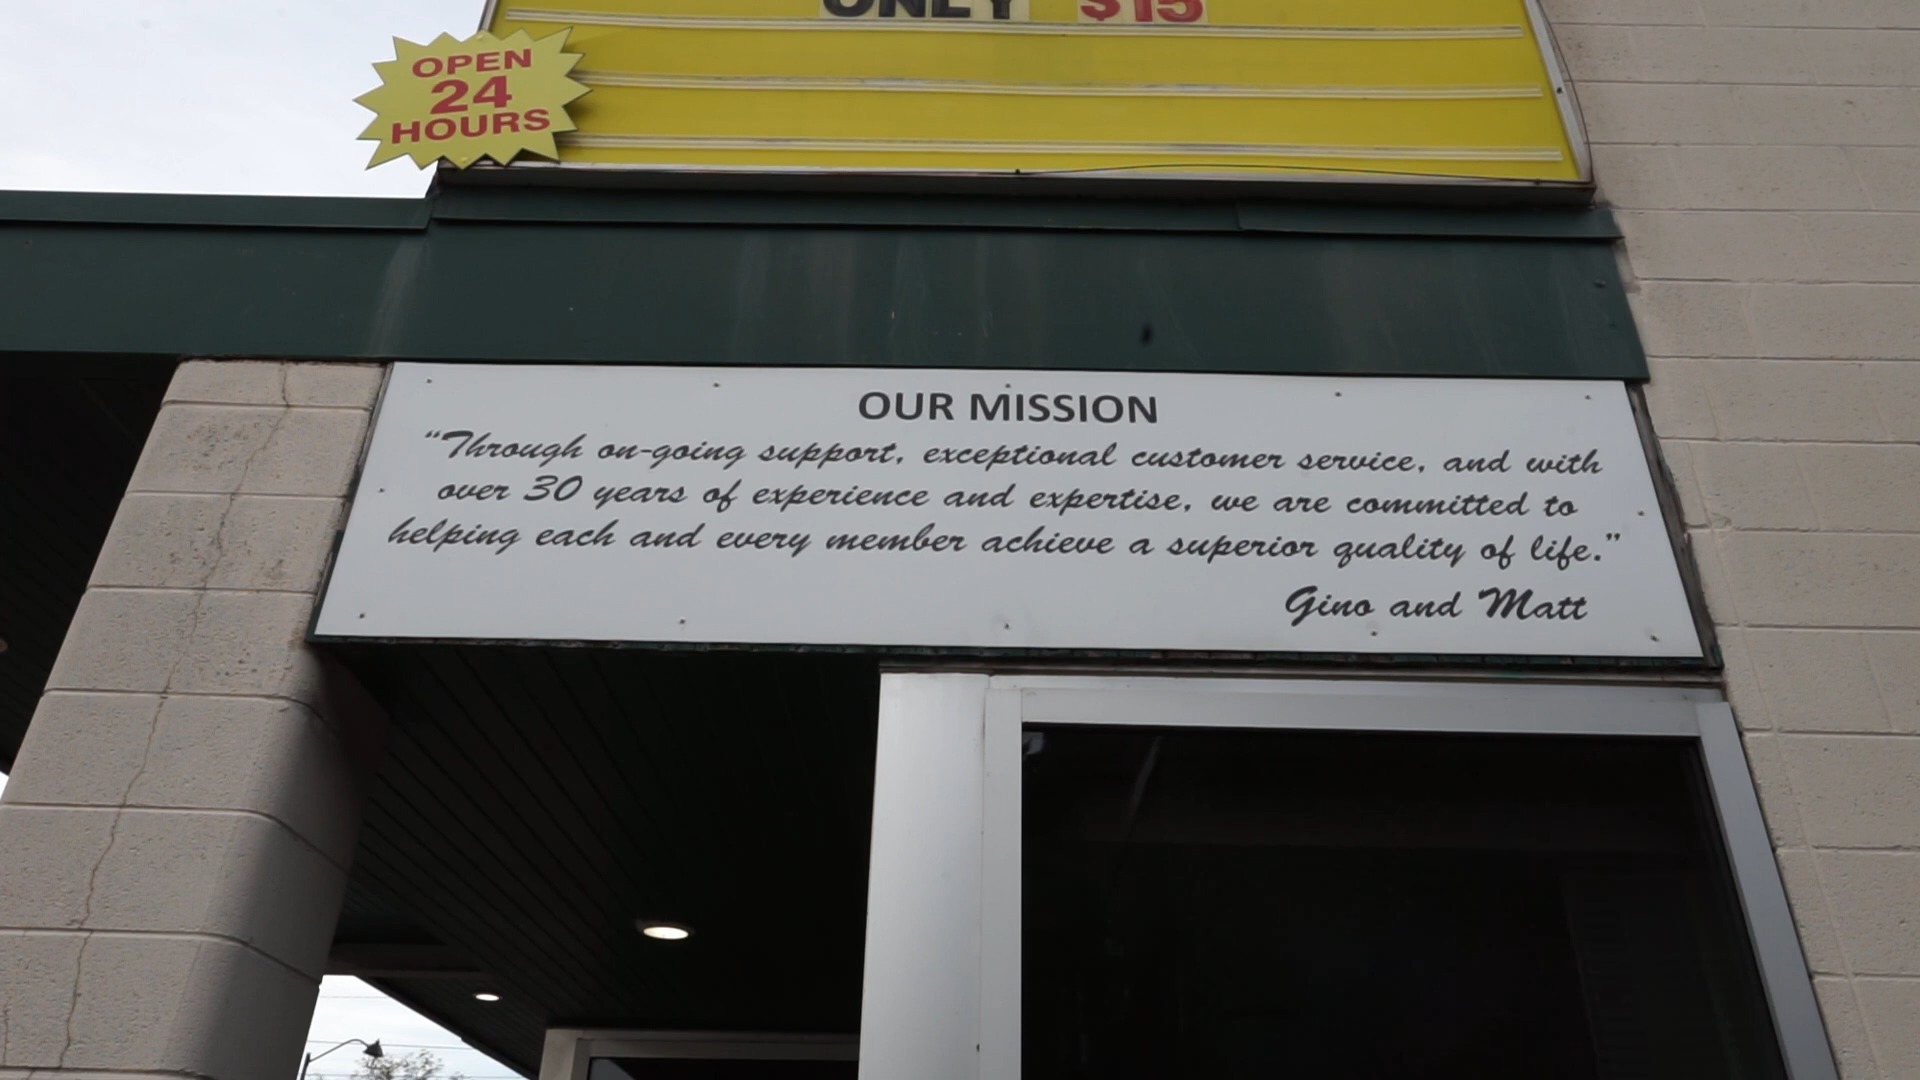 ONLY $15
OPEN
24
HOURS
OUR MISSION
“Through on-going support, exceptional customer service, and with
over 30 years of experience and expertise, we are committed to
helping each and every member achieve a superior quality of life.”
Gino and Matt